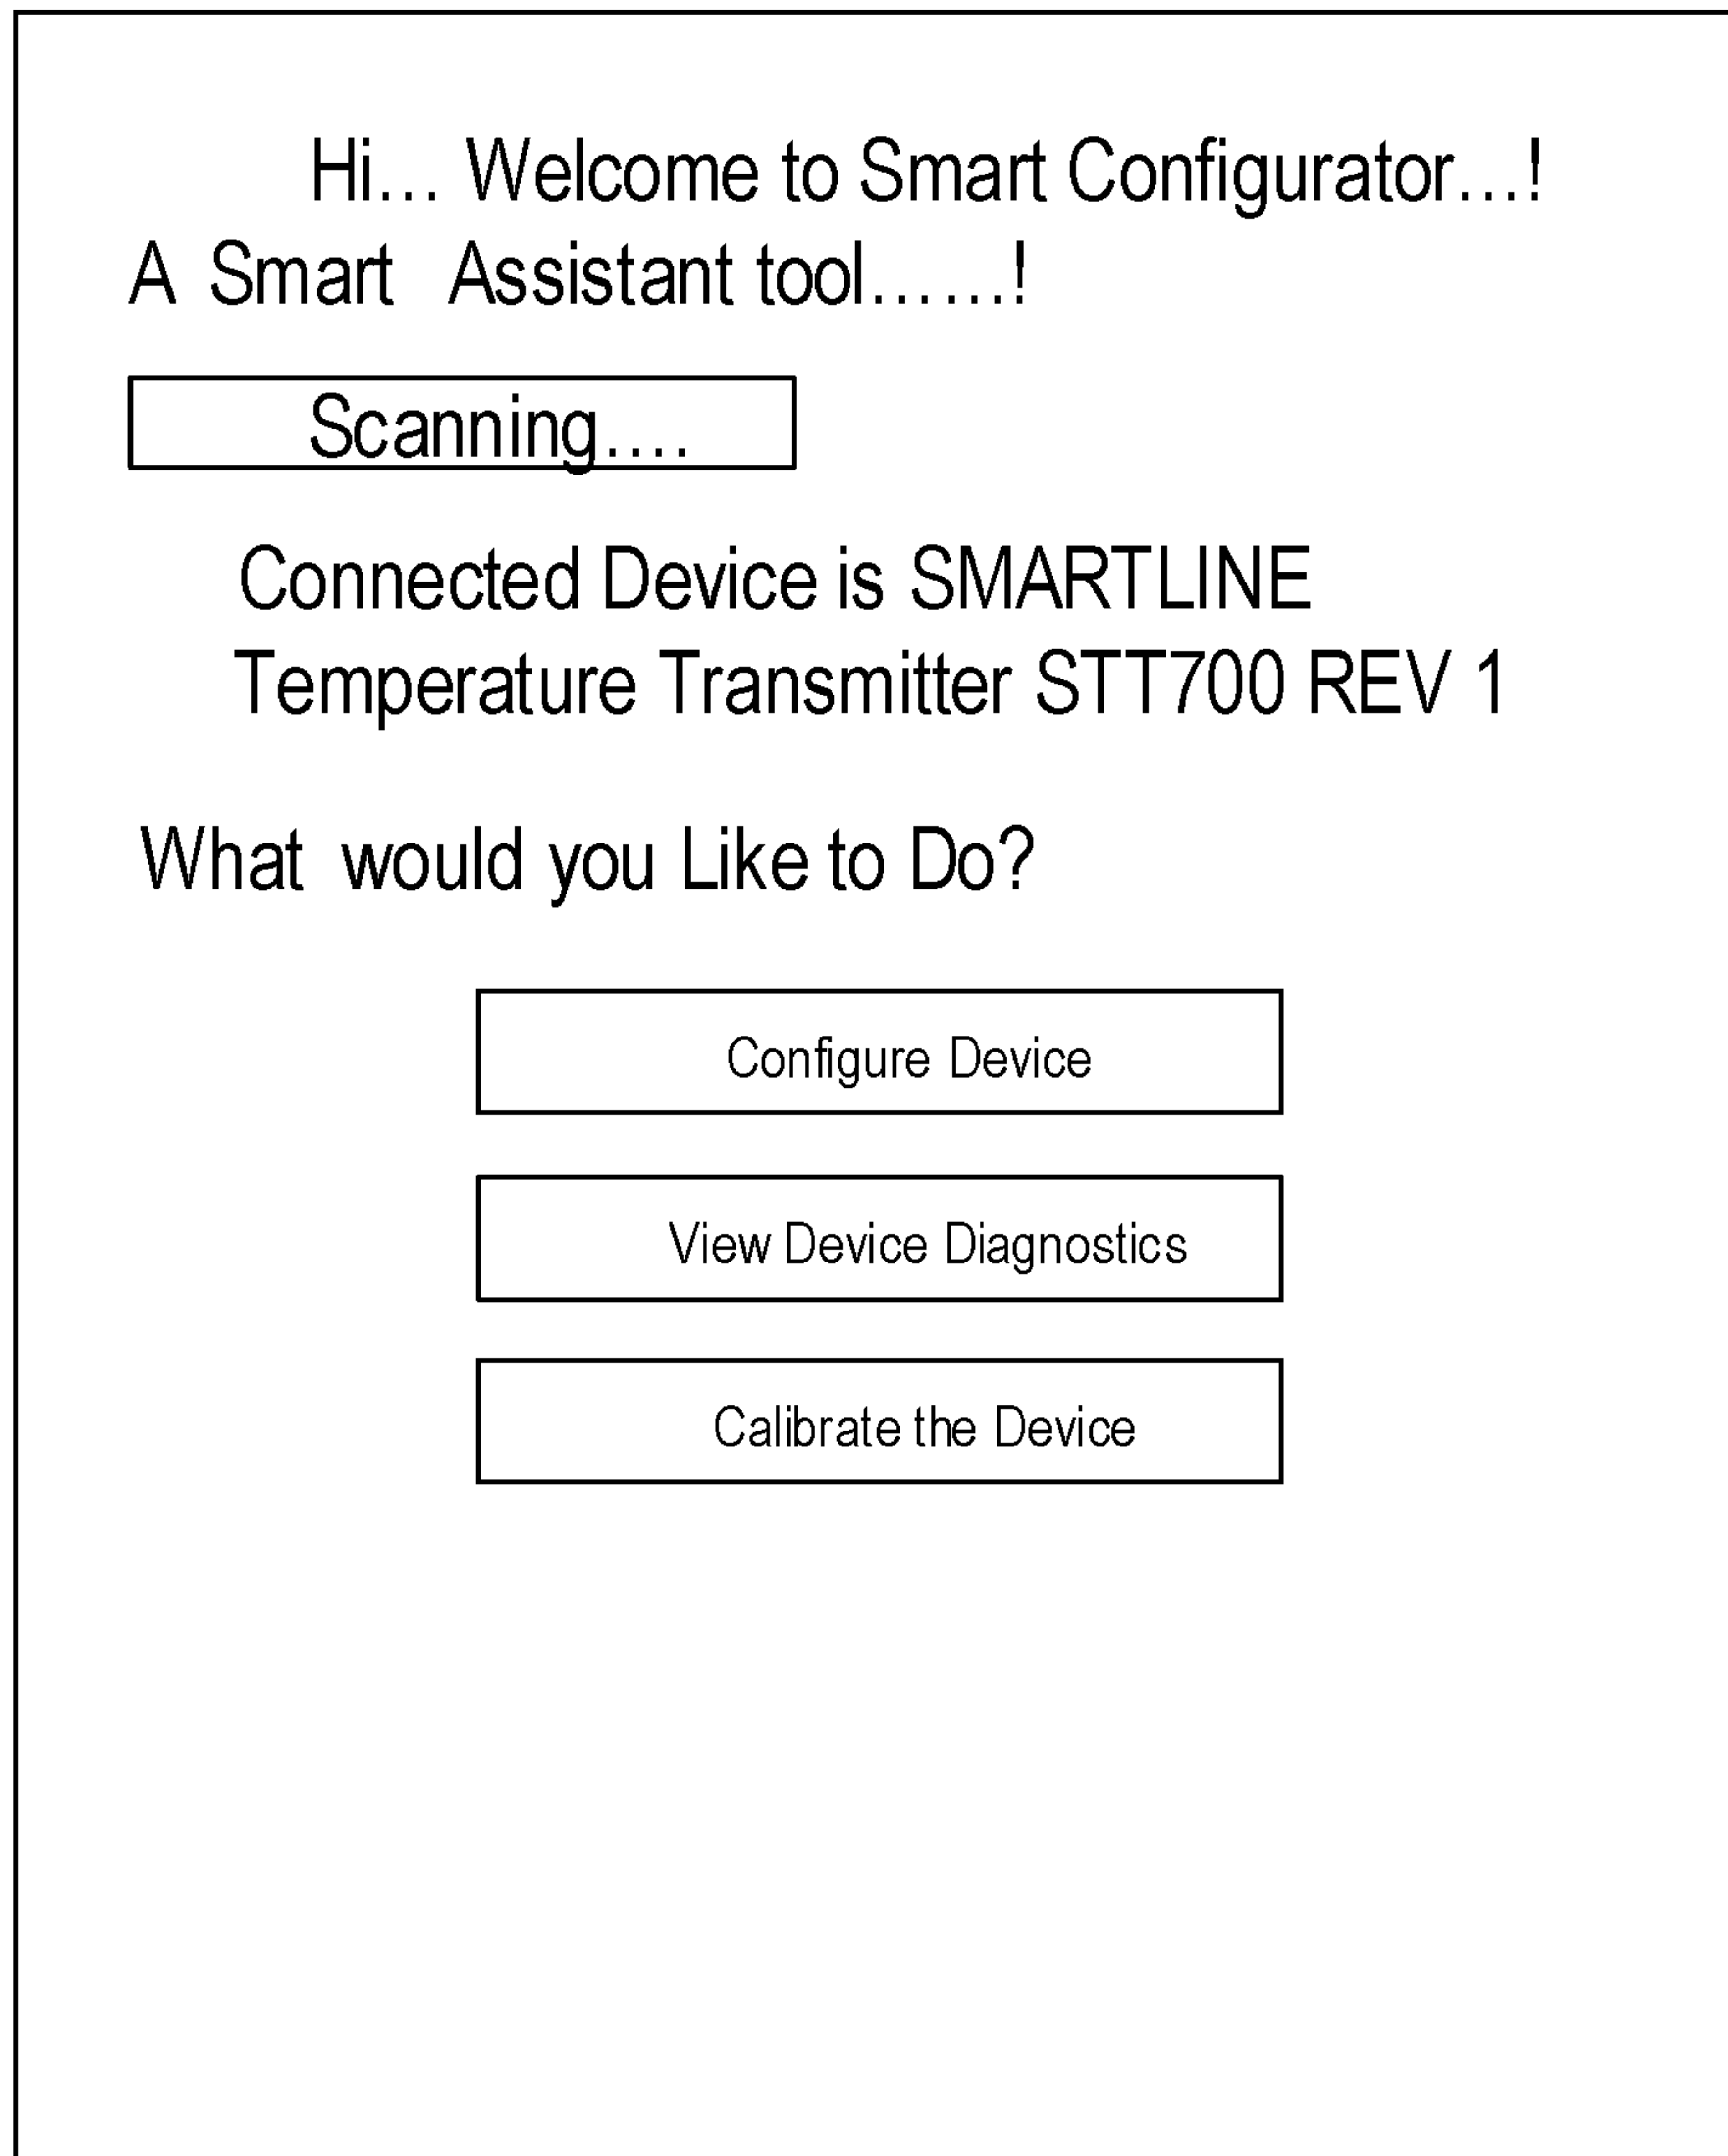 Hi... Welcome to Smart Configurator...!
A Smart Assistant tool......!
Scanning....
Connected Device is SMARTLINE
Temperature Transmitter STT700 REV 1
What would you Like to Do?
Configure Device
View Device Diagnostics
Calibrate the Device